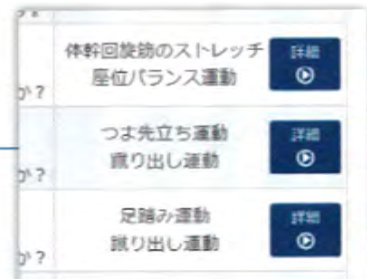 体幹回旋筋のストレッチ 詳細
座位バランス運動
か？
つま先立ち運動 詳細
蹴り出し運動
か？
足踏み運動 詳細
蹴り出し運動
か？